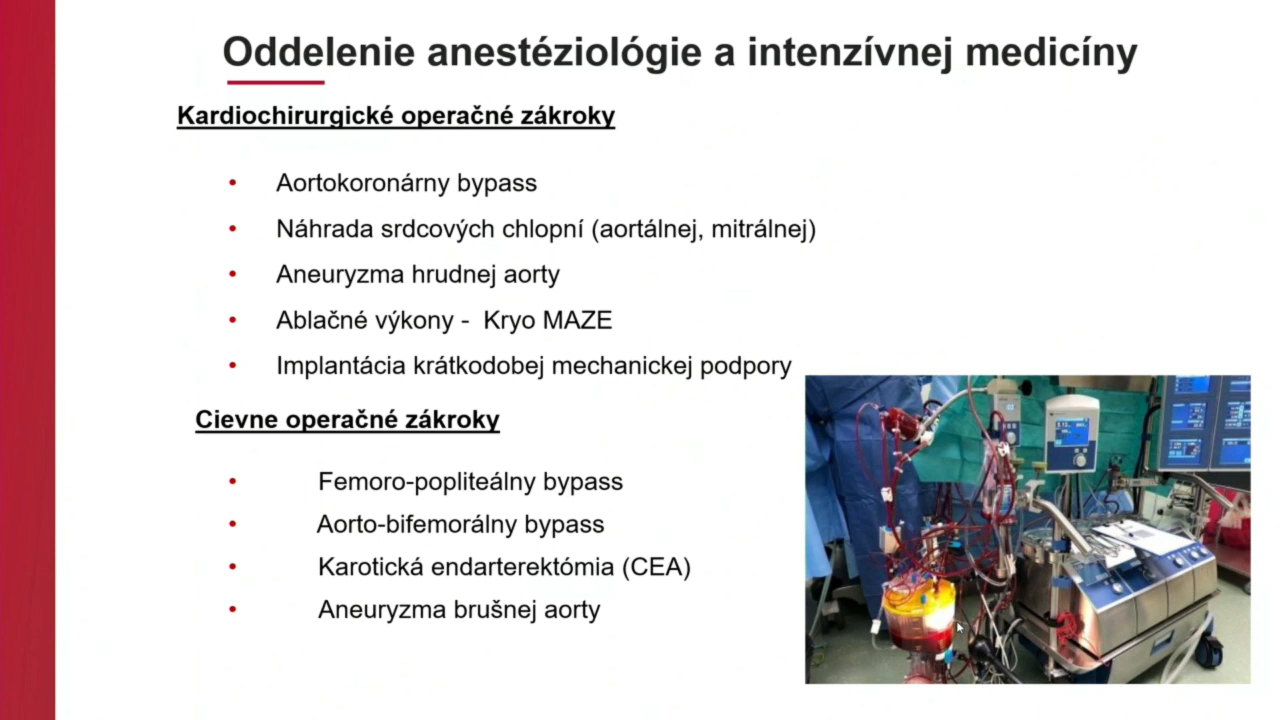 Oddelenie anestéziológie a intenzívnej medicíny
Kardiochirurgické operačné zákroky
• Aortokoronárny bypass
• Náhrada srdcových chlopní (aortálnej, mitrálnej)
• Aneuryzma hrudnej aorty
• Ablačné výkony - Kryo MAZE
• Implantácia krátkodobej mechanickej podpory
Cievne operačné zákroky
• Femoro-popliteálny bypass
• Aorto-bifemorálny bypass
• Karotická endarterektómia (CEA)
• Aneuryzma brušnej aorty